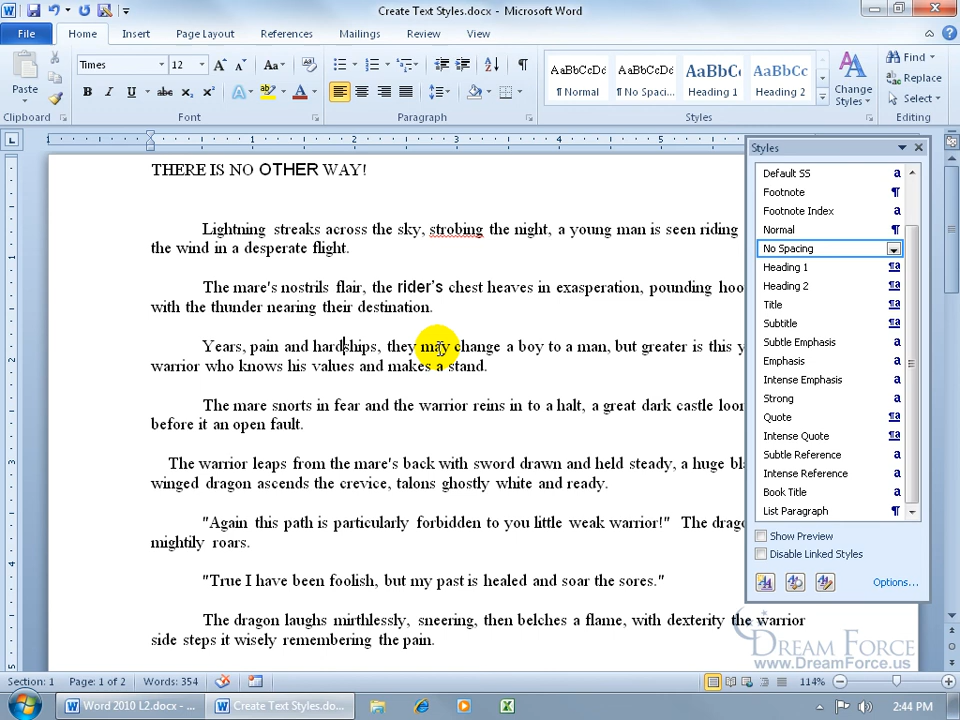 Create Text Styles.docx - Microsoft Word
File Home Insert Page Layout References Mailings Review View
Paste
Clipboard
Times 12
Font
Paragraph
AaBbCcDc AaBbCcDc AaBbC AaBbCc
¶ Normal ¶ No Spaci... Heading 1 Heading 2
Change Styles
Styles
Find
Replace
Select
Editing
THERE IS NO OTHER WAY!
Lightning streaks across the sky, strobing the night, a young man is seen riding
the wind in a desperate flight.
The mare's nostrils flair, the rider's chest heaves in exasperation, pounding hoo
with the thunder nearing their destination.
Years, pain and hardships, they may change a boy to a man, but greater is this y
warrior who knows his values and makes a stand.
The mare snorts in fear and the warrior reins in to a halt, a great dark castle loo
before it an open fault.
The warrior leaps from the mare's back with sword drawn and held steady, a huge bla
winged dragon ascends the crevice, talons ghostly white and ready.
"Again this path is particularly forbidden to you little weak warrior!" The drago
mightily roars.
"True I have been foolish, but my past is healed and soar the sores."
The dragon laughs mirthlessly, sneering, then belches a flame, with dexterity the warrior
side steps it wisely remembering the pain.
Styles
Default SS a
Footnote ¶
Footnote Index a
Normal ¶
No Spacing
Heading 1 ¶a
Heading 2 ¶a
Title ¶a
Subtitle ¶a
Subtle Emphasis a
Emphasis a
Intense Emphasis a
Strong a
Quote ¶a
Intense Quote ¶a
Subtle Reference a
Intense Reference a
Book Title a
List Paragraph ¶
Show Preview
Disable Linked Styles
Options...
DREAM FORCE
www.DreamForce.us
Section: 1 Page: 1 of 2 Words: 354 114%
Word 2010 L2.docx - ... Create Text Styles.do... 2:44 PM